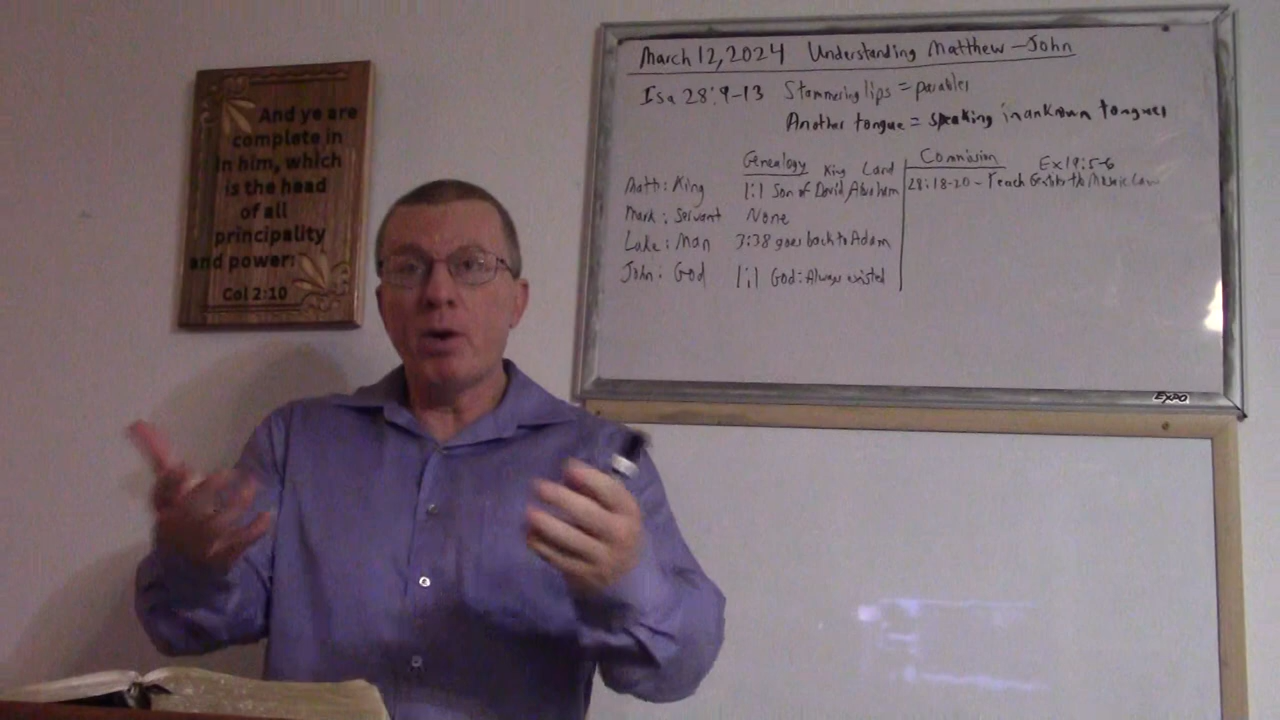 And ye are
complete in
in him, which
is the head
of all
principality
and power:
Col 2:10
March 12, 2024 Understanding Matthew - John
Isa 28:9-13 Stammering lips = parables
Another tongue = speaking in unknown tongues
Genealogy King Land Commission Ex 19:5-6
Matt: King 1:1 Son of David, Abraham 28:18-20 - Teach Gentiles the Mosaic Law
Mark: Servant None
Luke: Man 3:38 goes back to Adam
John: God 1:1 God = Always existed
EXPO